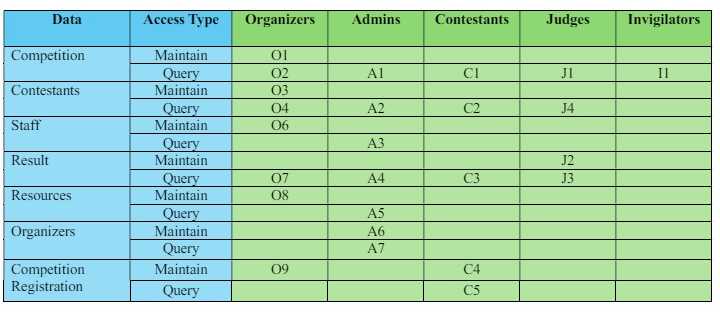 Data Access Type Organizers Admins Contestants Judges Invigilators
Competition Maintain O1
Query O2 A1 C1 J1 I1
Contestants Maintain O3
Query O4 A2 C2 J4
Staff Maintain O6
Query A3
Result Maintain J2
Query O7 A4 C3 J3
Resources Maintain O8
Query A5
Organizers Maintain A6
Query A7
Competition Maintain O9 C4
Registration Query C5